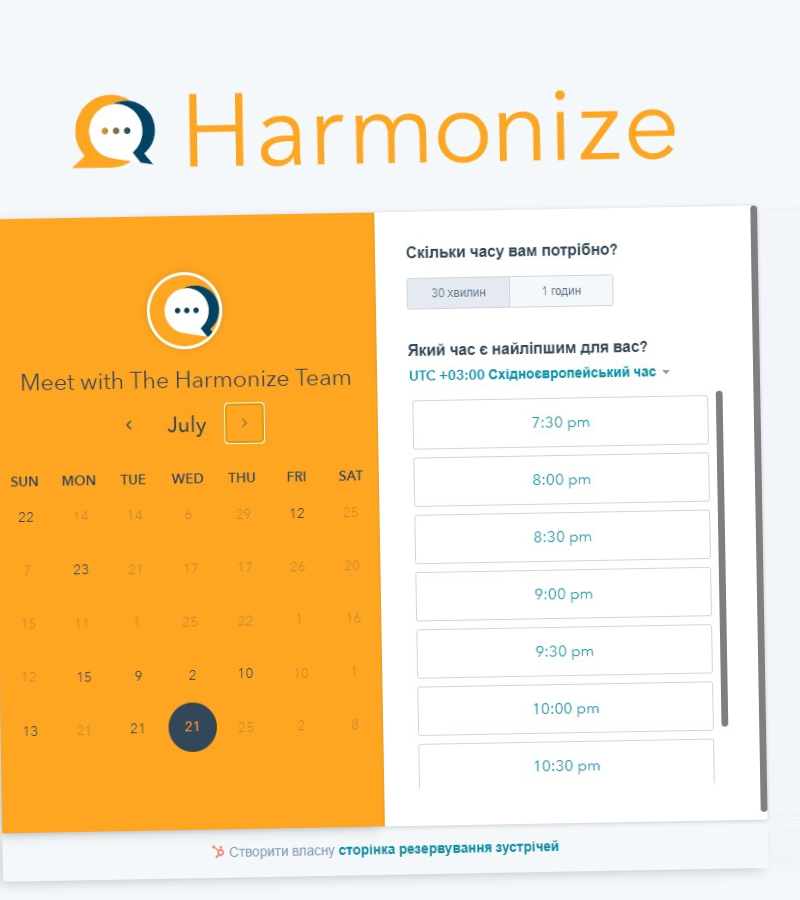 Harmonize
Meet with The Harmonize Team
July
SUN MON TUE WED THU FRI SAT
22 14 14 6 29 12 25
7 23 21 17 17 26 20
15 11 1 25 22 1 16
12 15 9 2 10 10 1
13 21 21 21 25 2 8
Скільки часу вам потрібно?
30 хвилин 1 годин
Який час є найліпшим для вас?
UTC +03:00 Східноєвропейський час
7:30 pm
8:00 pm
8:30 pm
9:00 pm
9:30 pm
10:00 pm
10:30 pm
Створити власну сторінка резервування зустрічей